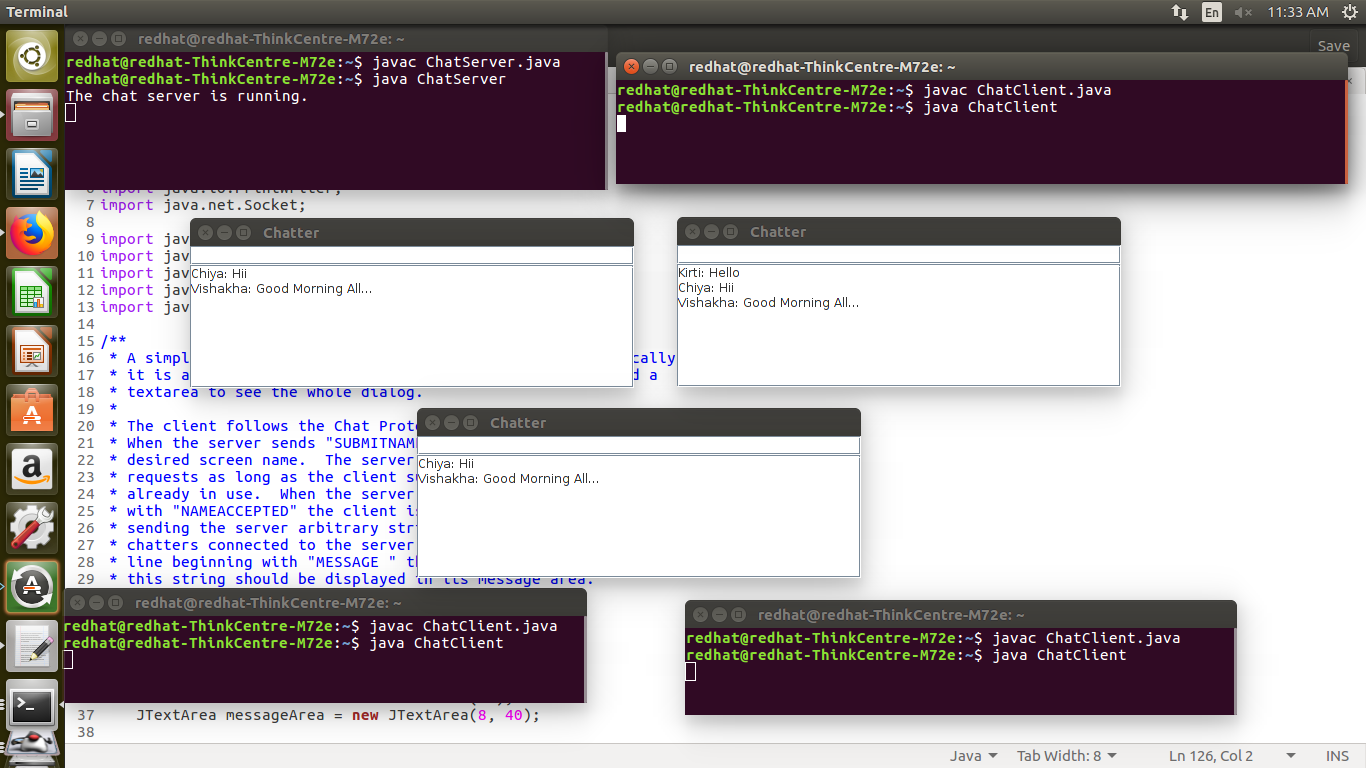 Terminal
En
11:33 AM
redhat@redhat-ThinkCentre-M72e: ~
Save
redhat@redhat-ThinkCentre-M72e:~$ javac ChatServer.java
redhat@redhat-ThinkCentre-M72e:~$ java ChatServer
The chat server is running.
redhat@redhat-ThinkCentre-M72e: ~
redhat@redhat-ThinkCentre-M72e:~$ javac ChatClient.java
redhat@redhat-ThinkCentre-M72e:~$ java ChatClient
6 import java.io.PrintWriter;
7 import java.net.Socket;
8
9 import jav
10 import jav
11 import jav
12 import jav
13 import jav
14
15 /**
16 * A simpl
cally
17 * it is a
d a
18 * textarea to see the whole dialog.
19 *
20 * The client follows the Chat Prot
21 * When the server sends "SUBMITNAM
22 * desired screen name. The server
23 * requests as long as the client s
24 * already in use. When the server
25 * with "NAMEACCEPTED" the client i
26 * sending the server arbitrary str
27 * chatters connected to the server
28 * line beginning with "MESSAGE " t
29 * this string should be displayed in its message area.
Chatter
Chiya: Hii
Vishakha: Good Morning All...
Chatter
Kirti: Hello
Chiya: Hii
Vishakha: Good Morning All...
Chatter
Chiya: Hii
Vishakha: Good Morning All...
redhat@redhat-ThinkCentre-M72e: ~
redhat@redhat-ThinkCentre-M72e:~$ javac ChatClient.java
redhat@redhat-ThinkCentre-M72e:~$ java ChatClient
redhat@redhat-ThinkCentre-M72e: ~
redhat@redhat-ThinkCentre-M72e:~$ javac ChatClient.java
redhat@redhat-ThinkCentre-M72e:~$ java ChatClient
37 JTextArea messageArea = new JTextArea(8, 40);
38
Java
Tab Width: 8
Ln 126, Col 2
INS